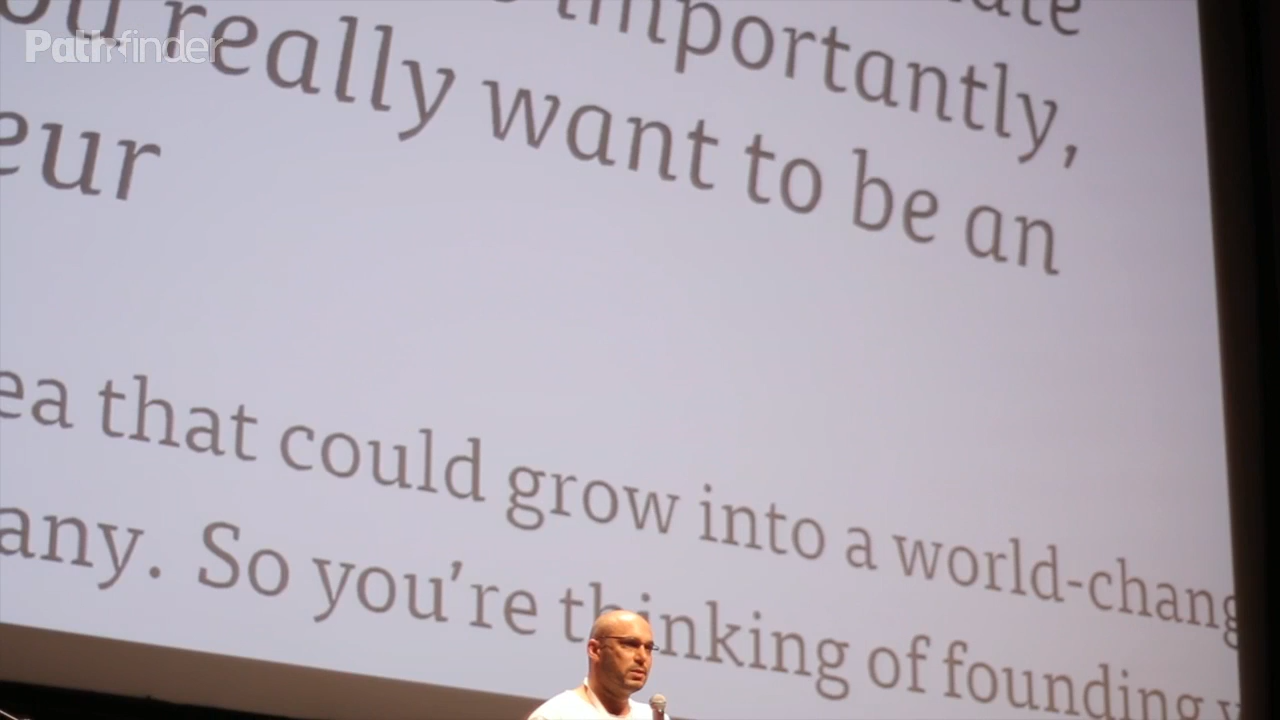 Pathfinder
importantly,
you really want to be an
eur
ea that could grow into a world-chang
any. So you're thinking of founding